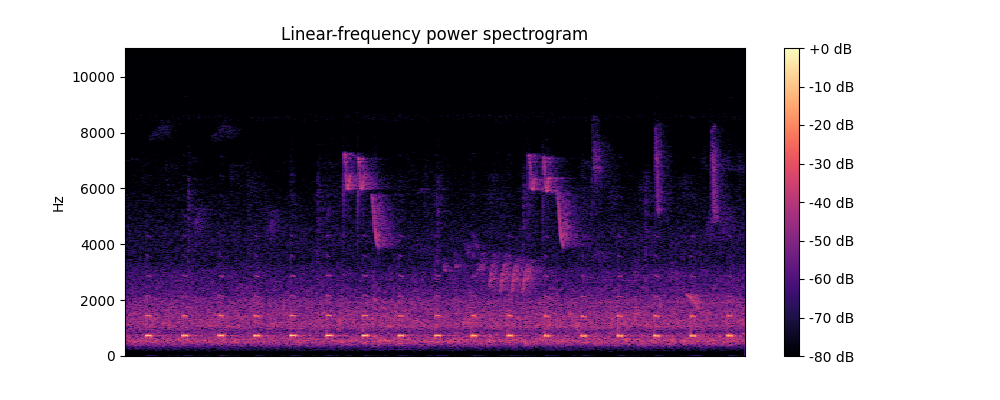 Linear-frequency power spectrogram
10000
8000
6000
4000
2000
0
Hz
+0 dB
-10 dB
-20 dB
-30 dB
-40 dB
-50 dB
-60 dB
-70 dB
-80 dB